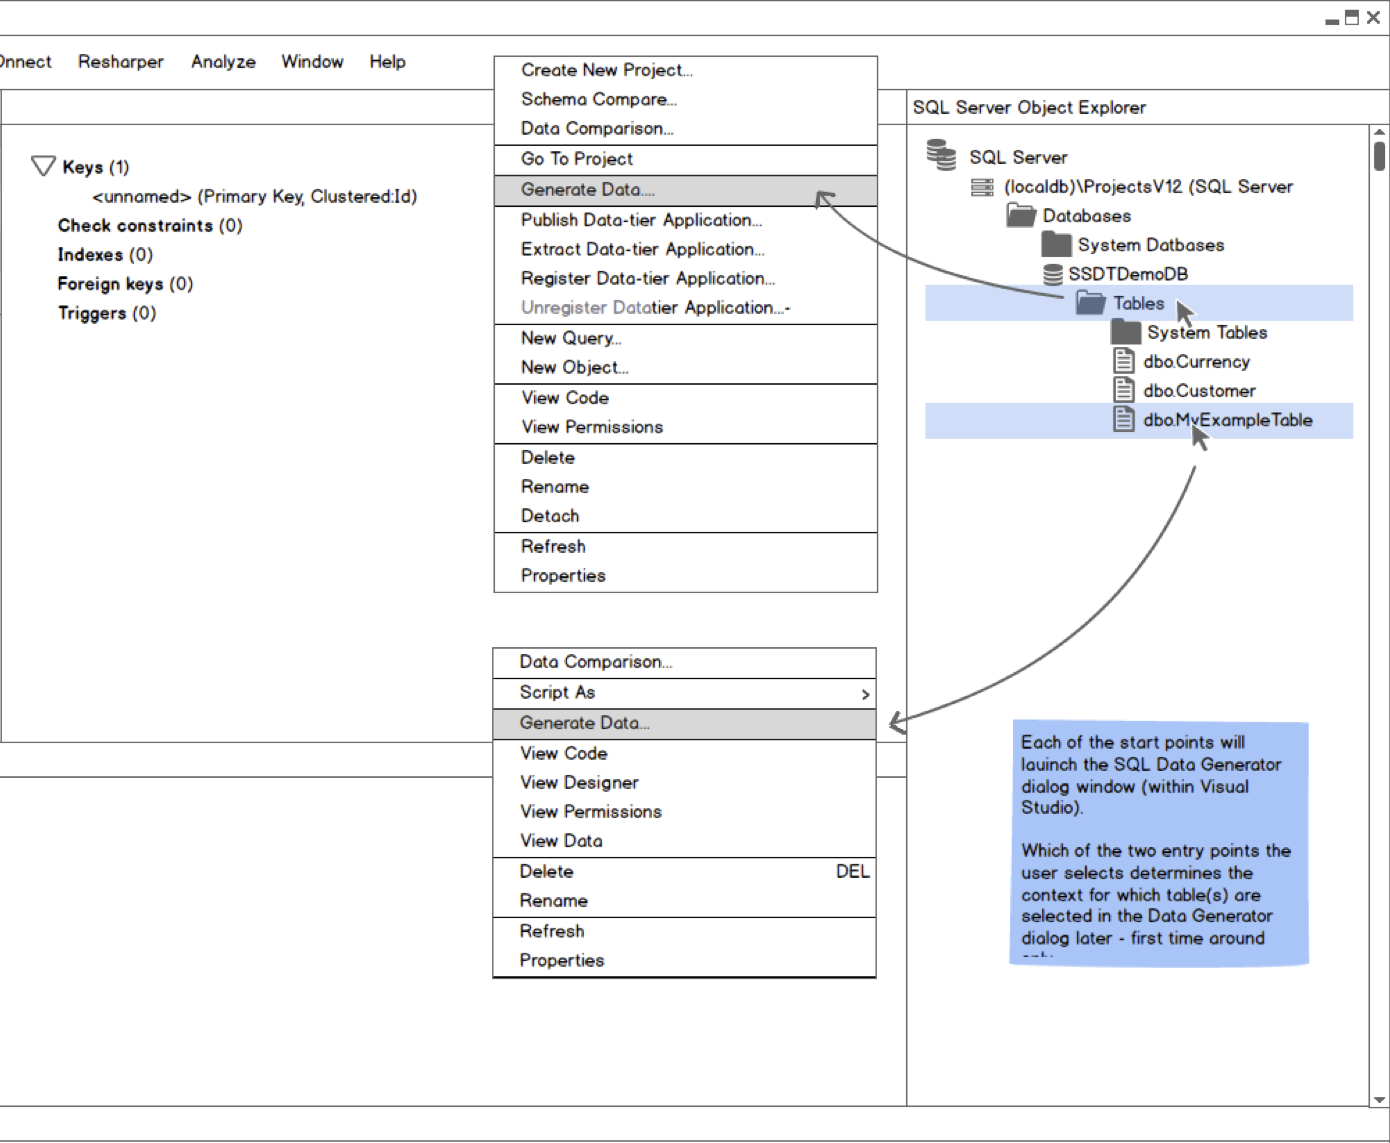 Onnect Resharper Analyze Window Help
Keys (1)
<unnamed> (Primary Key, Clustered:Id)
Check constraints (0)
Indexes (0)
Foreign keys (0)
Triggers (0)
Create New Project...
Schema Compare...
Data Comparison...
Go To Project
Generate Data....
Publish Data-tier Application...
Extract Data-tier Application...
Register Data-tier Application...
Unregister Datatier Application...-
New Query...
New Object...
View Code
View Permissions
Delete
Rename
Detach
Refresh
Properties
Data Comparison...
Script As >
Generate Data...
View Code
View Designer
View Permissions
View Data
Delete DEL
Rename
Refresh
Properties
SQL Server Object Explorer
SQL Server
(localdb)\ProjectsV12 (SQL Server
Databases
System Datbases
SSDTDemoDB
Tables
System Tables
dbo.Currency
dbo.Customer
dbo.MyExampleTable
Each of the start points will
launch the SQL Data Generator
dialog window (within Visual
Studio).
Which of the two entry points the
user selects determines the
context for which table(s) are
selected in the Data Generator
dialog later - first time around